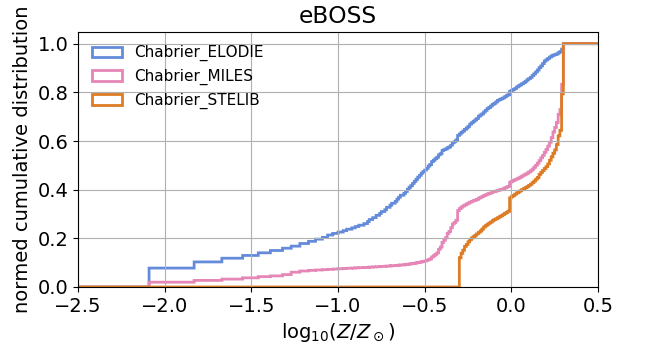 eBOSS
normed cumulative distribution
1.0
0.8
0.6
0.4
0.2
0.0
Chabrier_ELODIE
Chabrier_MILES
Chabrier_STELIB
−2.5 −2.0 −1.5 −1.0 −0.5 0.0 0.5
log₁₀(Z/Z⊙)